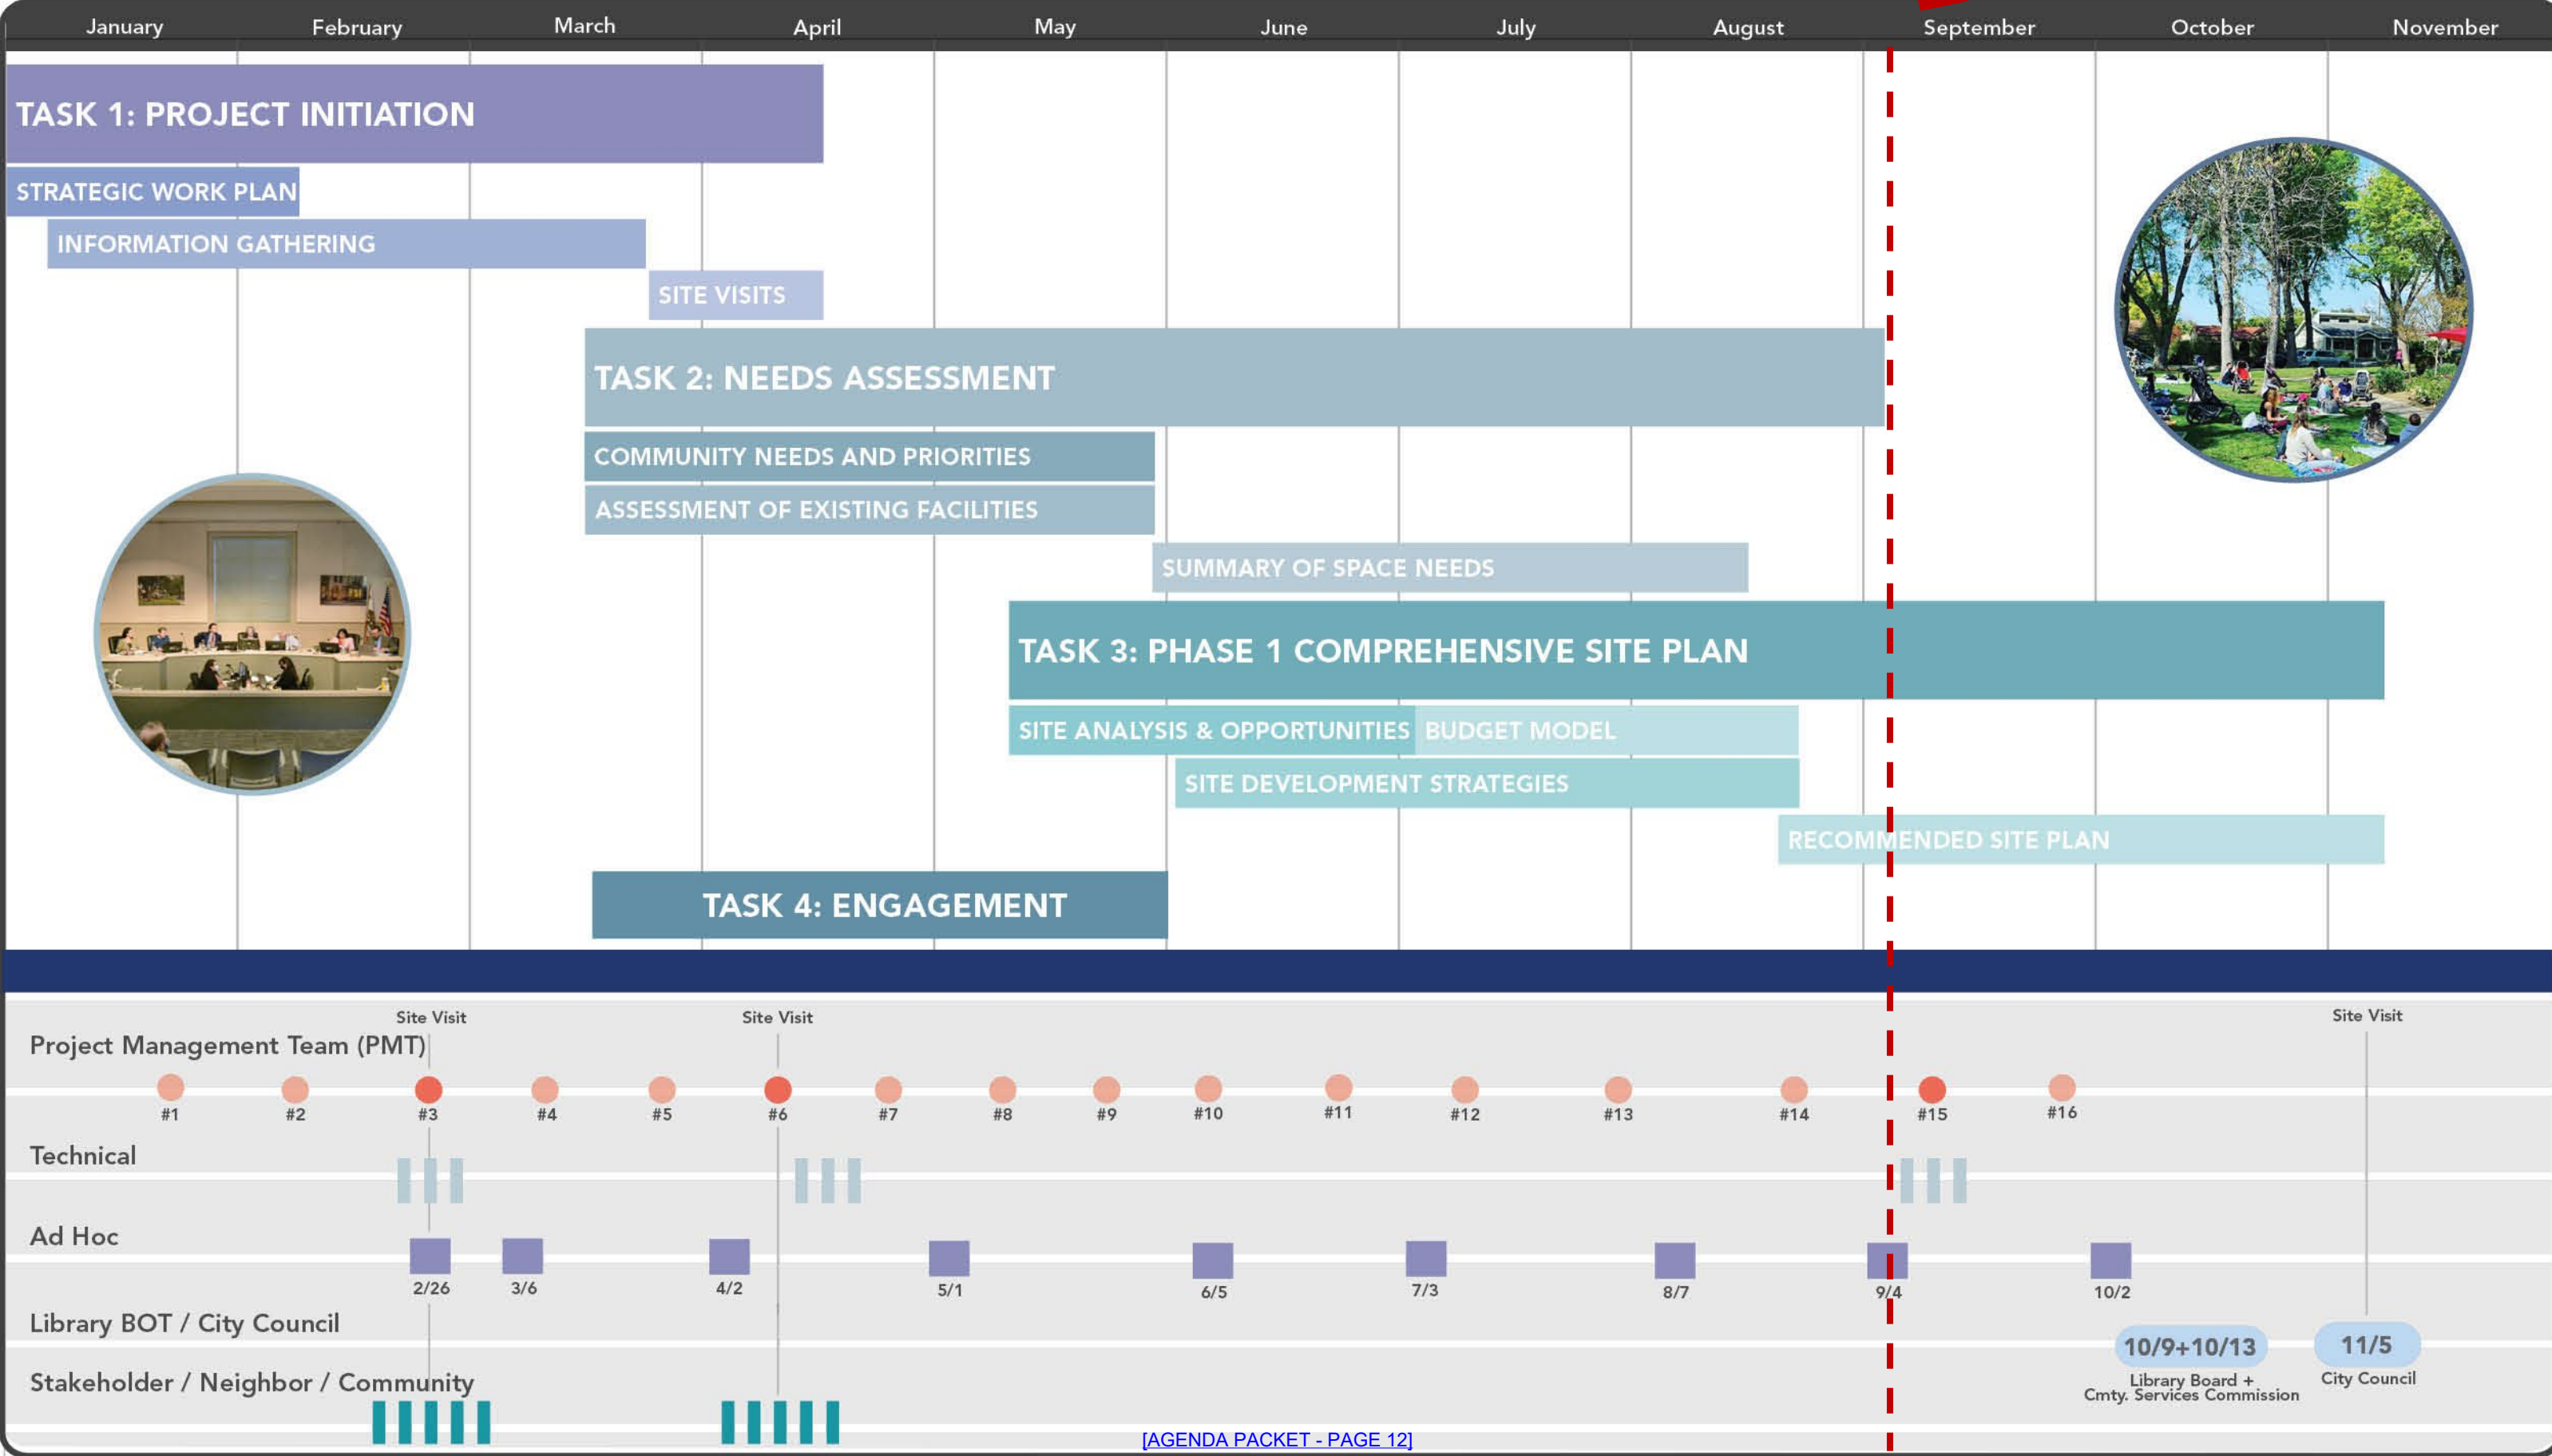 January February March April May June July August September October November
TASK 1: PROJECT INITIATION
STRATEGIC WORK PLAN
INFORMATION GATHERING
SITE VISITS
TASK 2: NEEDS ASSESSMENT
COMMUNITY NEEDS AND PRIORITIES
ASSESSMENT OF EXISTING FACILITIES
SUMMARY OF SPACE NEEDS
TASK 3: PHASE 1 COMPREHENSIVE SITE PLAN
SITE ANALYSIS & OPPORTUNITIES BUDGET MODEL
SITE DEVELOPMENT STRATEGIES
RECOMMENDED SITE PLAN
TASK 4: ENGAGEMENT
Site Visit Site Visit Site Visit
Project Management Team (PMT)
#1 #2 #3 #4 #5 #6 #7 #8 #9 #10 #11 #12 #13 #14 #15 #16
Technical
Ad Hoc
2/26 3/6 4/2 5/1 6/5 7/3 8/7 9/4 10/2
Library BOT / City Council
10/9+10/13 11/5
Library Board + City Council
Cmty. Services Commission
Stakeholder / Neighbor / Community
[AGENDA PACKET - PAGE 12]